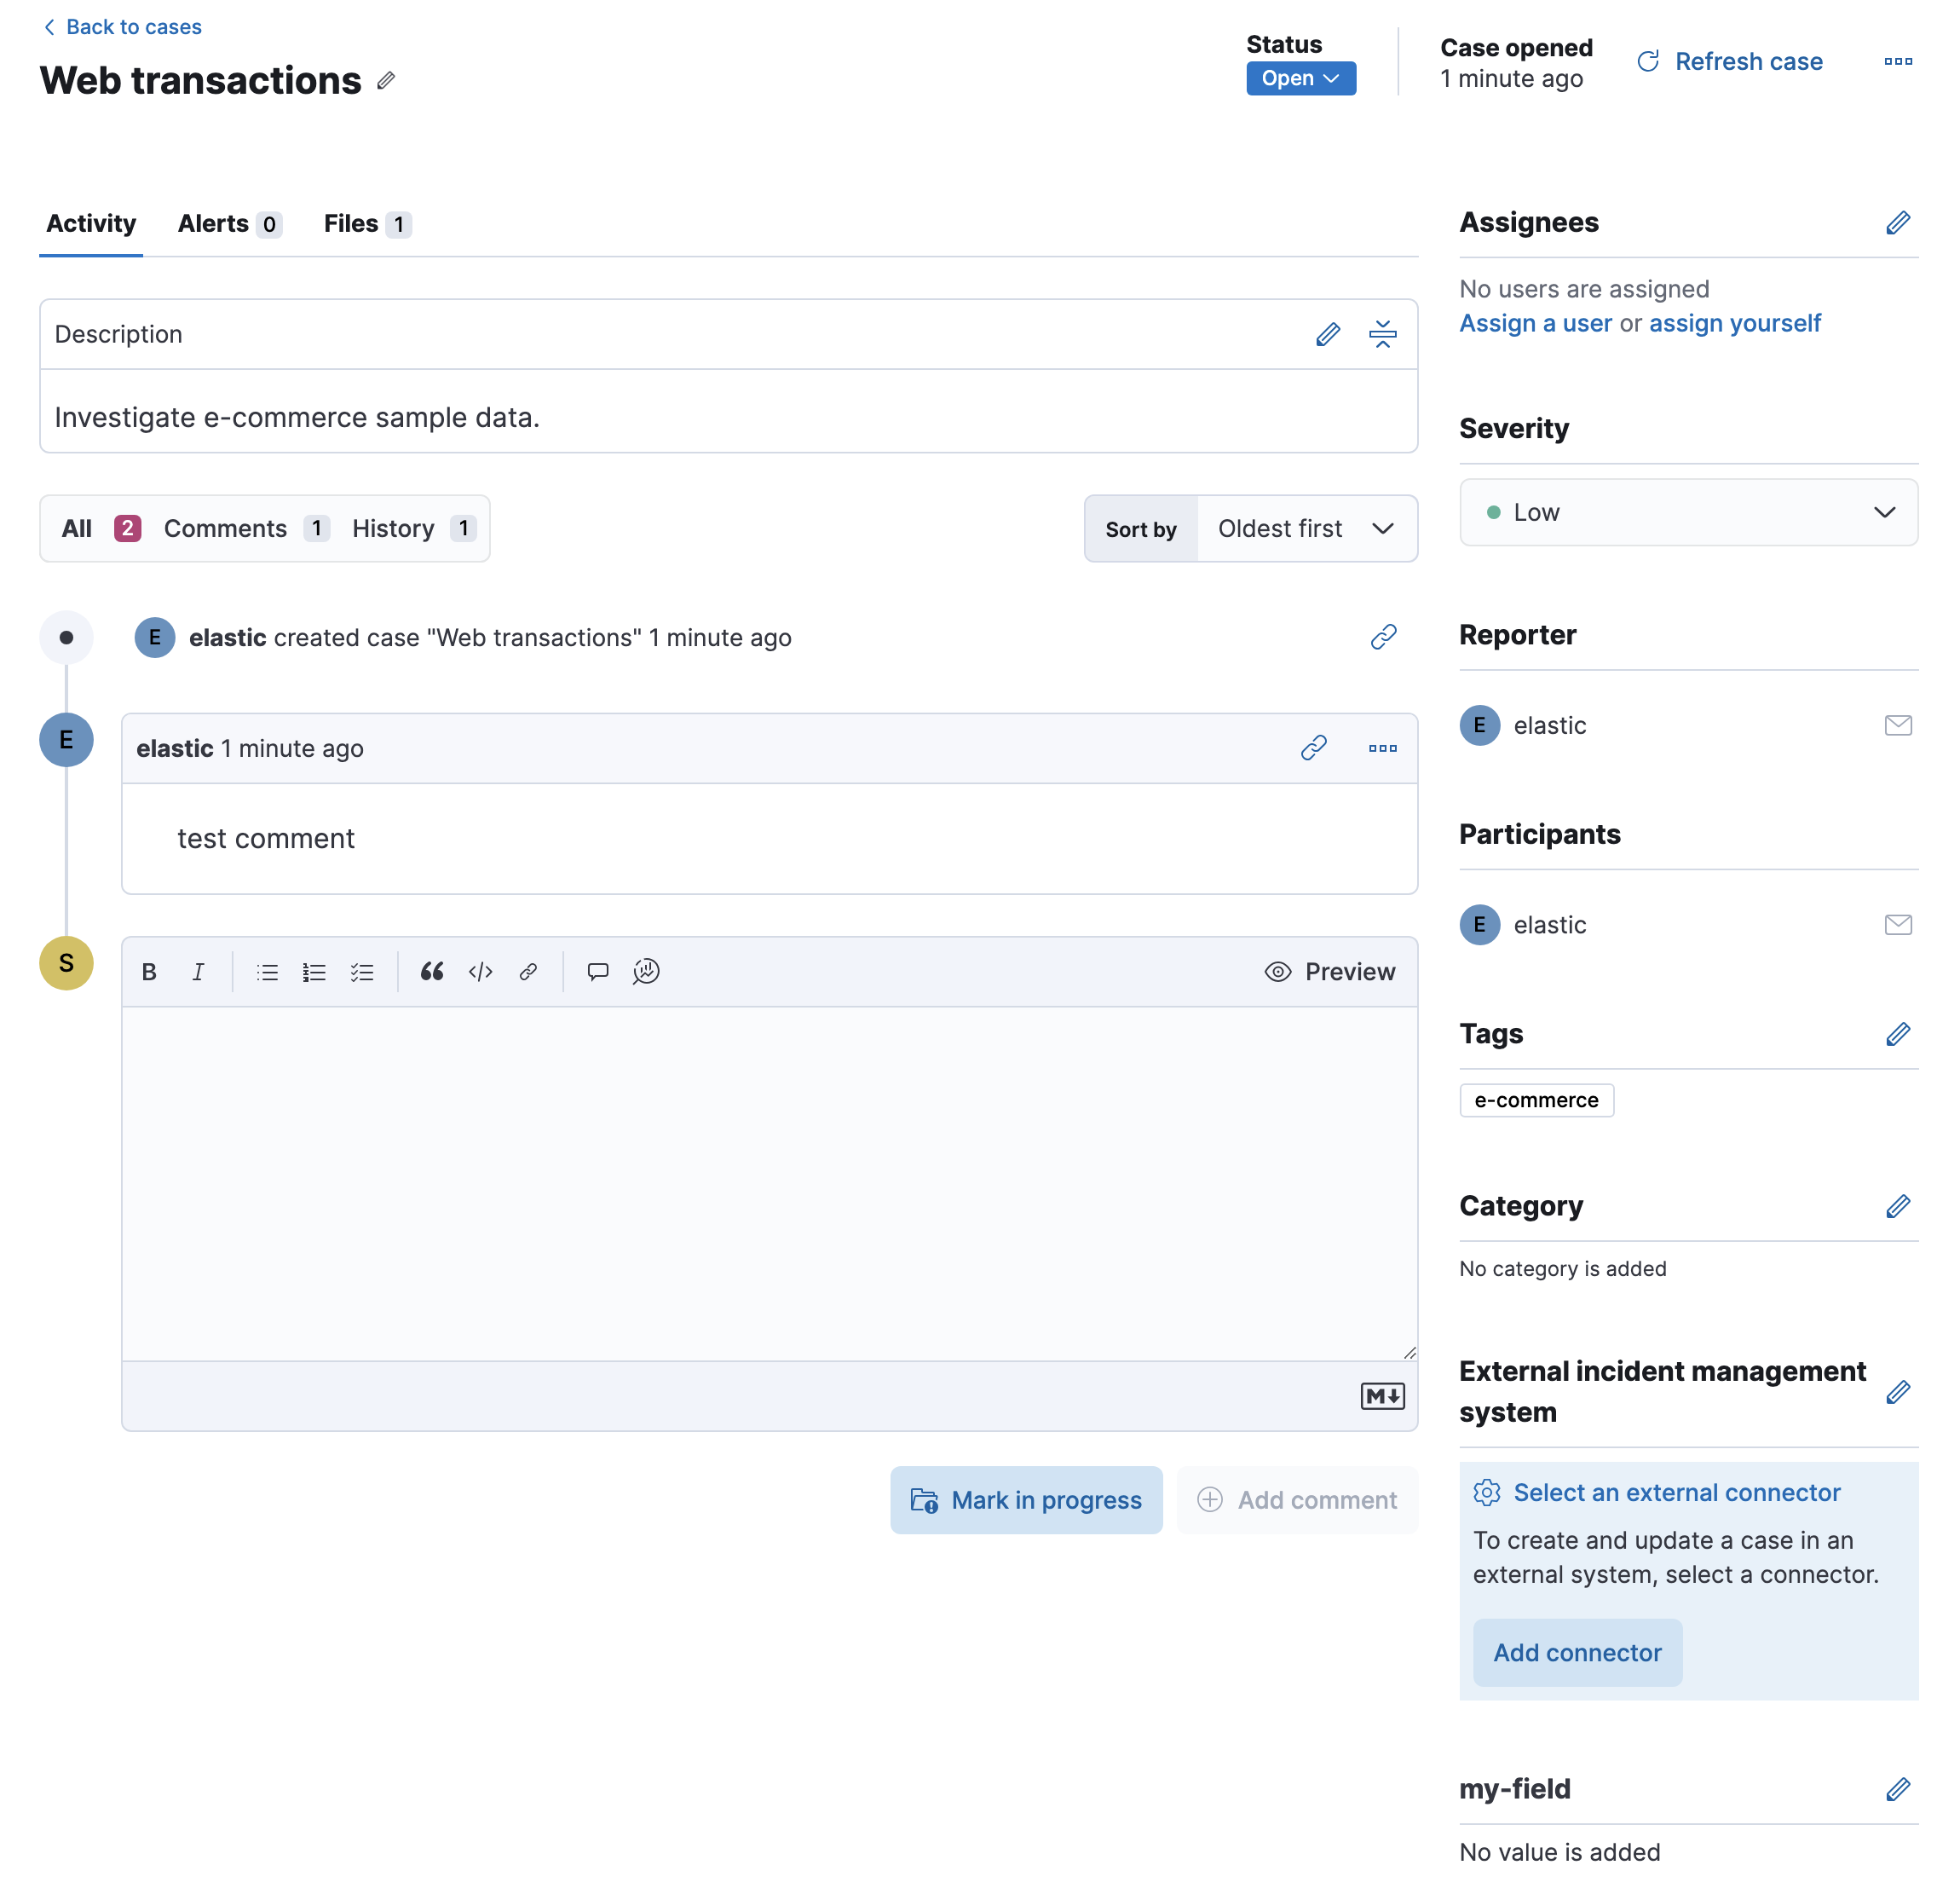 Back to cases
Web transactions
Status
Open
Case opened
1 minute ago
Refresh case
Activity
Alerts 0
Files 1
Description
Investigate e-commerce sample data.
All 2 Comments 1 History 1
Sort by Oldest first
E elastic created case "Web transactions" 1 minute ago
E
elastic 1 minute ago
test comment
S
B I Preview
M
Mark in progress
Add comment
Assignees
No users are assigned
Assign a user or assign yourself
Severity
Low
Reporter
E elastic
Participants
E elastic
Tags
e-commerce
Category
No category is added
External incident management
system
Select an external connector
To create and update a case in an
external system, select a connector.
Add connector
my-field
No value is added